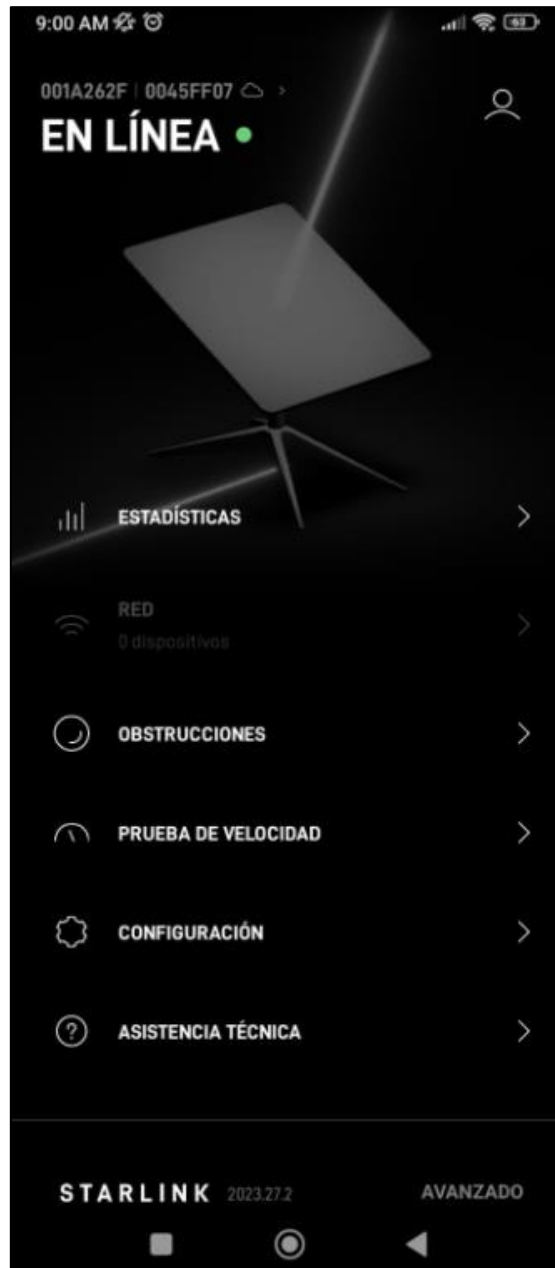 9:00 AM 63
001A262F | 0045FF07
EN LÍNEA
ESTADÍSTICAS
RED
0 dispositivos
OBSTRUCCIONES
PRUEBA DE VELOCIDAD
CONFIGURACIÓN
ASISTENCIA TÉCNICA
STARLINK 2023.27.2 AVANZADO